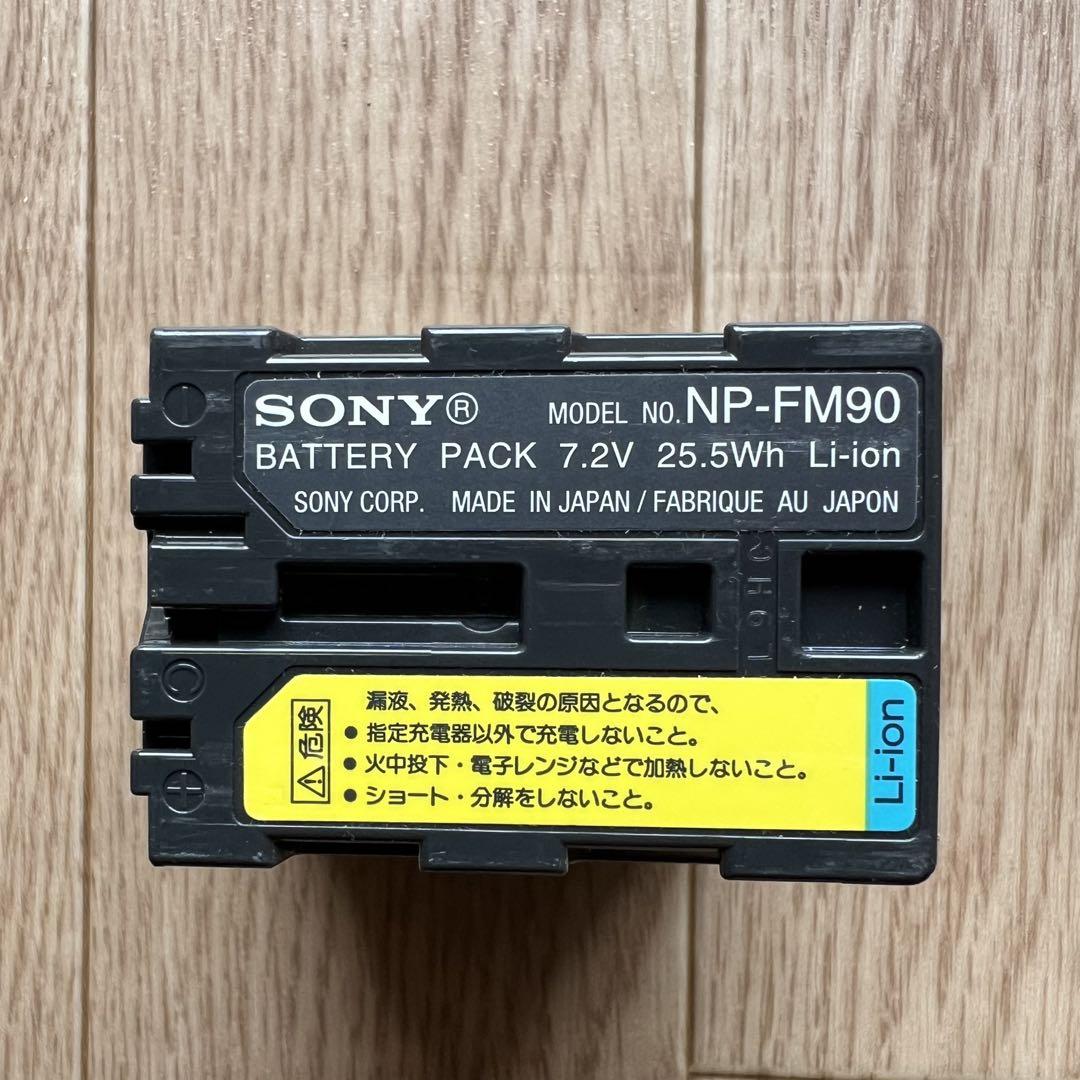 SONY®
MODEL NO. NP-FM90
BATTERY PACK 7.2V 25.5Wh Li-ion
SONY CORP. MADE IN JAPAN / FABRIQUE AU JAPON
C
危険
漏液、発熱、破裂の原因となるので、
● 指定充電器以外で充電しないこと。
● 火中投下・電子レンジなどで加熱しないこと。
● ショート・分解をしないこと。
Li-ion